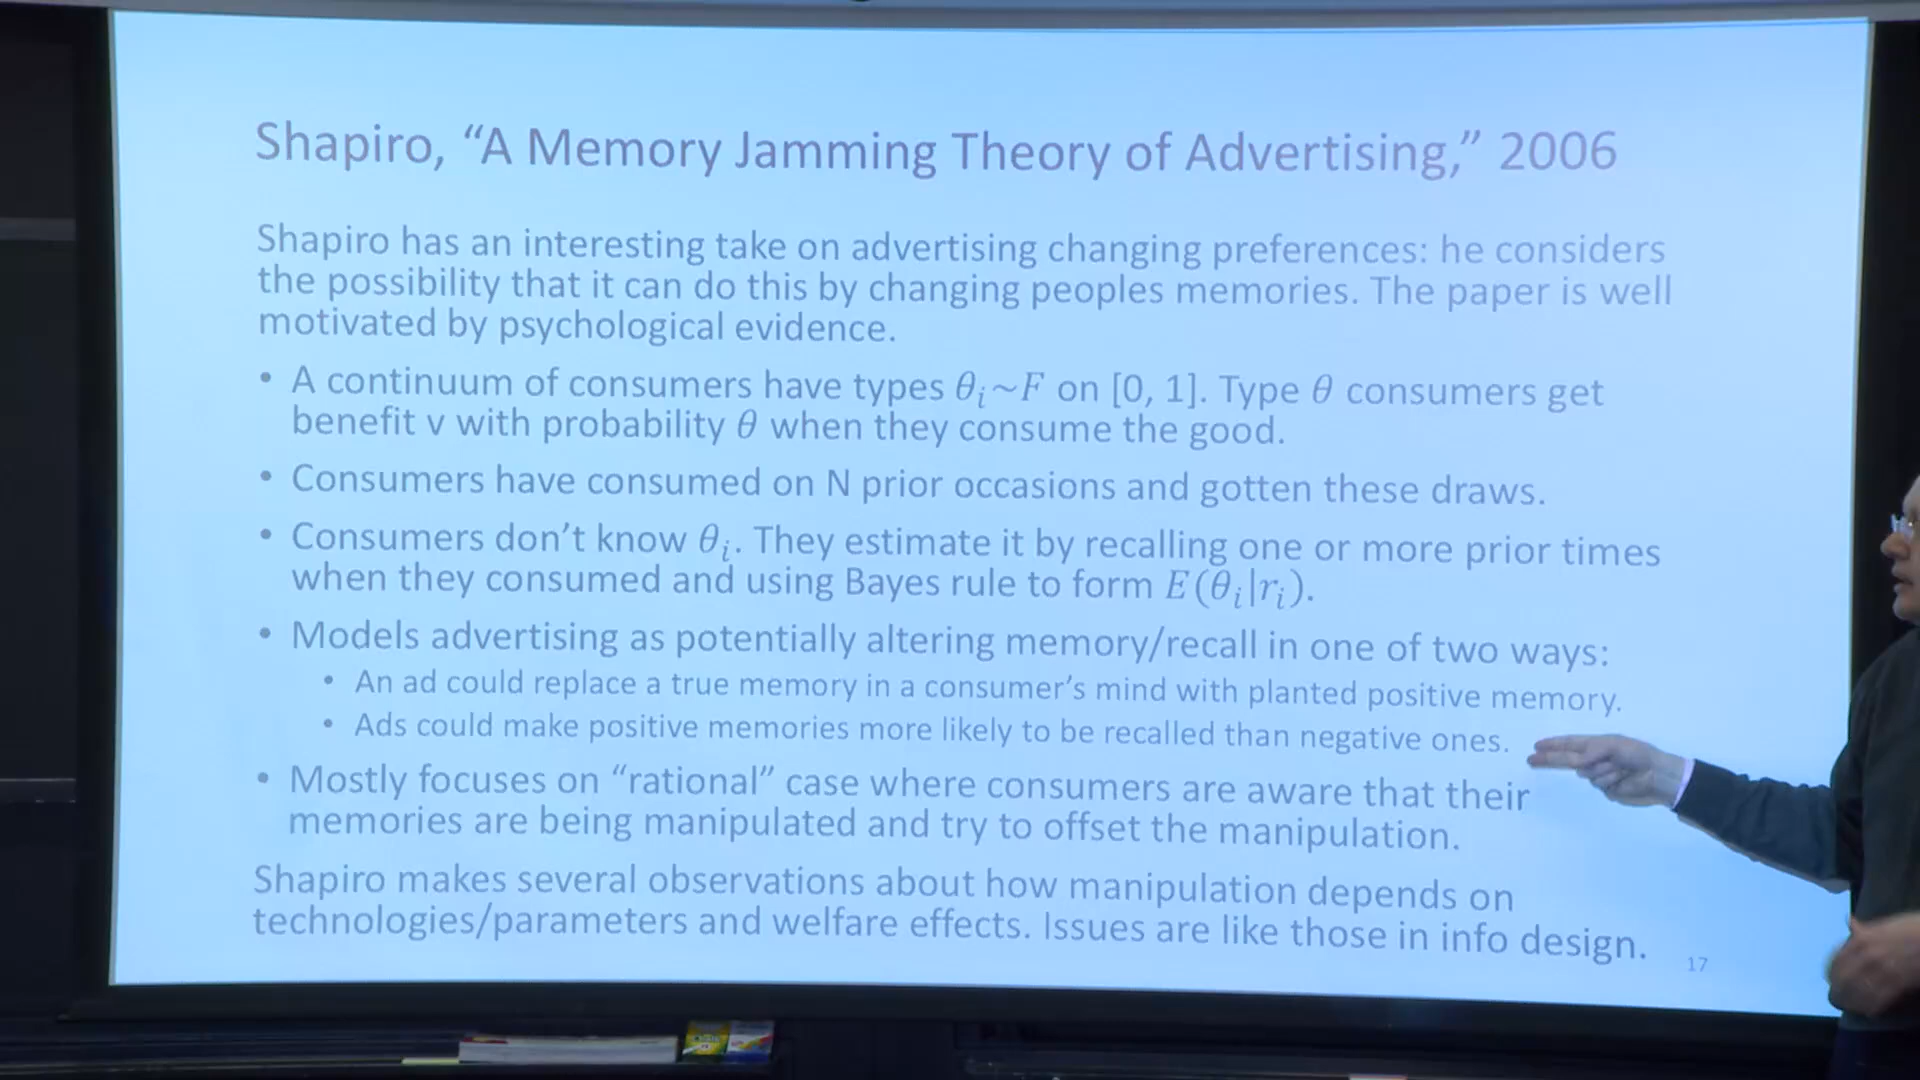 Shapiro, “A Memory Jamming Theory of Advertising,” 2006
Shapiro has an interesting take on advertising changing preferences: he considers
the possibility that it can do this by changing peoples memories. The paper is well
motivated by psychological evidence.
• A continuum of consumers have types θᵢ~F on [0, 1]. Type θ consumers get
benefit v with probability θ when they consume the good.
• Consumers have consumed on N prior occasions and gotten these draws.
• Consumers don’t know θᵢ. They estimate it by recalling one or more prior times
when they consumed and using Bayes rule to form E(θᵢ|rᵢ).
• Models advertising as potentially altering memory/recall in one of two ways:
• An ad could replace a true memory in a consumer’s mind with planted positive memory.
• Ads could make positive memories more likely to be recalled than negative ones.
• Mostly focuses on “rational” case where consumers are aware that their
memories are being manipulated and try to offset the manipulation.
Shapiro makes several observations about how manipulation depends on
technologies/parameters and welfare effects. Issues are like those in info design.
17